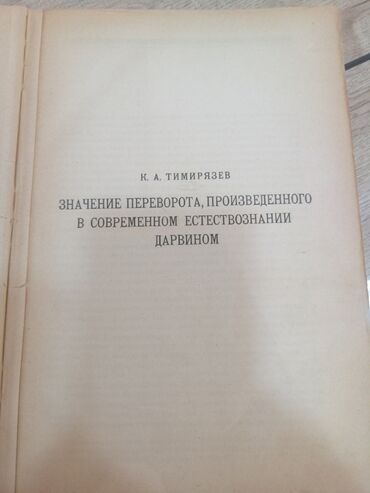 К. А. ТИМИРЯЗЕВ
ЗНАЧЕНИЕ ПЕРЕВОРОТА, ПРОИЗВЕДЕННОГО
В СОВРЕМЕННОМ ЕСТЕСТВОЗНАНИИ
ДАРВИНОМ